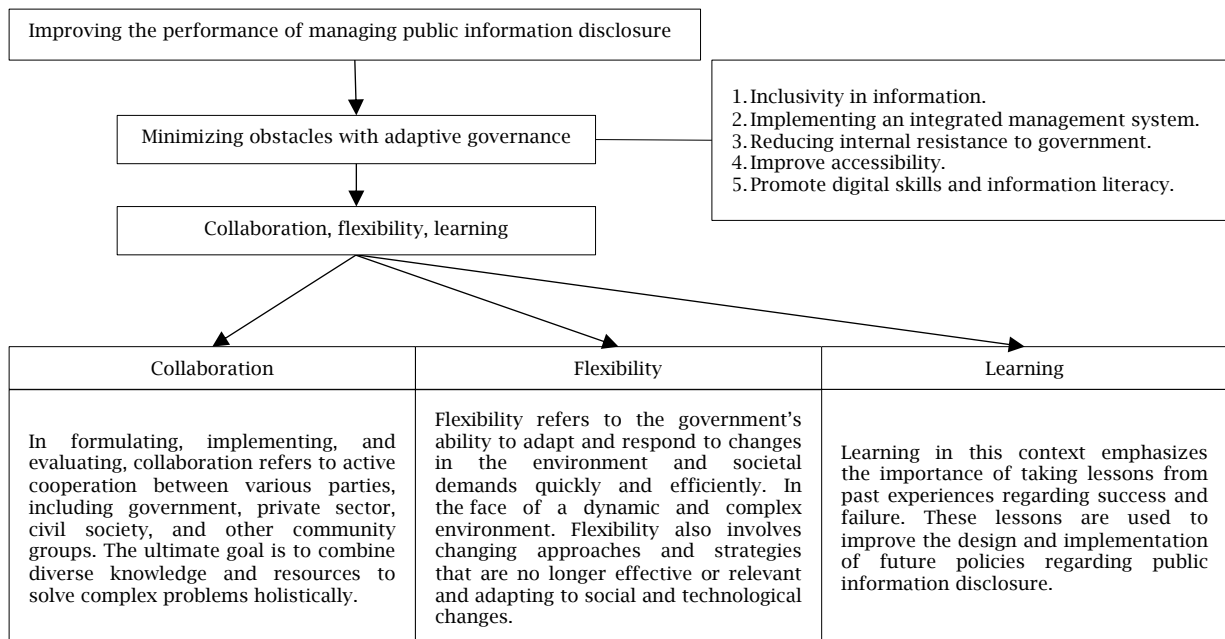 Improving the performance of managing public information disclosure
Minimizing obstacles with adaptive governance
1. Inclusivity in information.
2. Implementing an integrated management system.
3. Reducing internal resistance to government.
4. Improve accessibility.
5. Promote digital skills and information literacy.
Collaboration, flexibility, learning
Collaboration
In formulating, implementing, and
evaluating, collaboration refers to active
cooperation between various parties,
including government, private sector,
civil society, and other community
groups. The ultimate goal is to combine
diverse knowledge and resources to
solve complex problems holistically.
Flexibility
Flexibility refers to the government's
ability to adapt and respond to changes
in the environment and societal
demands quickly and efficiently. In
the face of a dynamic and complex
environment. Flexibility also involves
changing approaches and strategies
that are no longer effective or relevant
and adapting to social and technological
changes.
Learning
Learning in this context emphasizes
the importance of taking lessons from
past experiences regarding success and
failure. These lessons are used to
improve the design and implementation
of future policies regarding public
information disclosure.